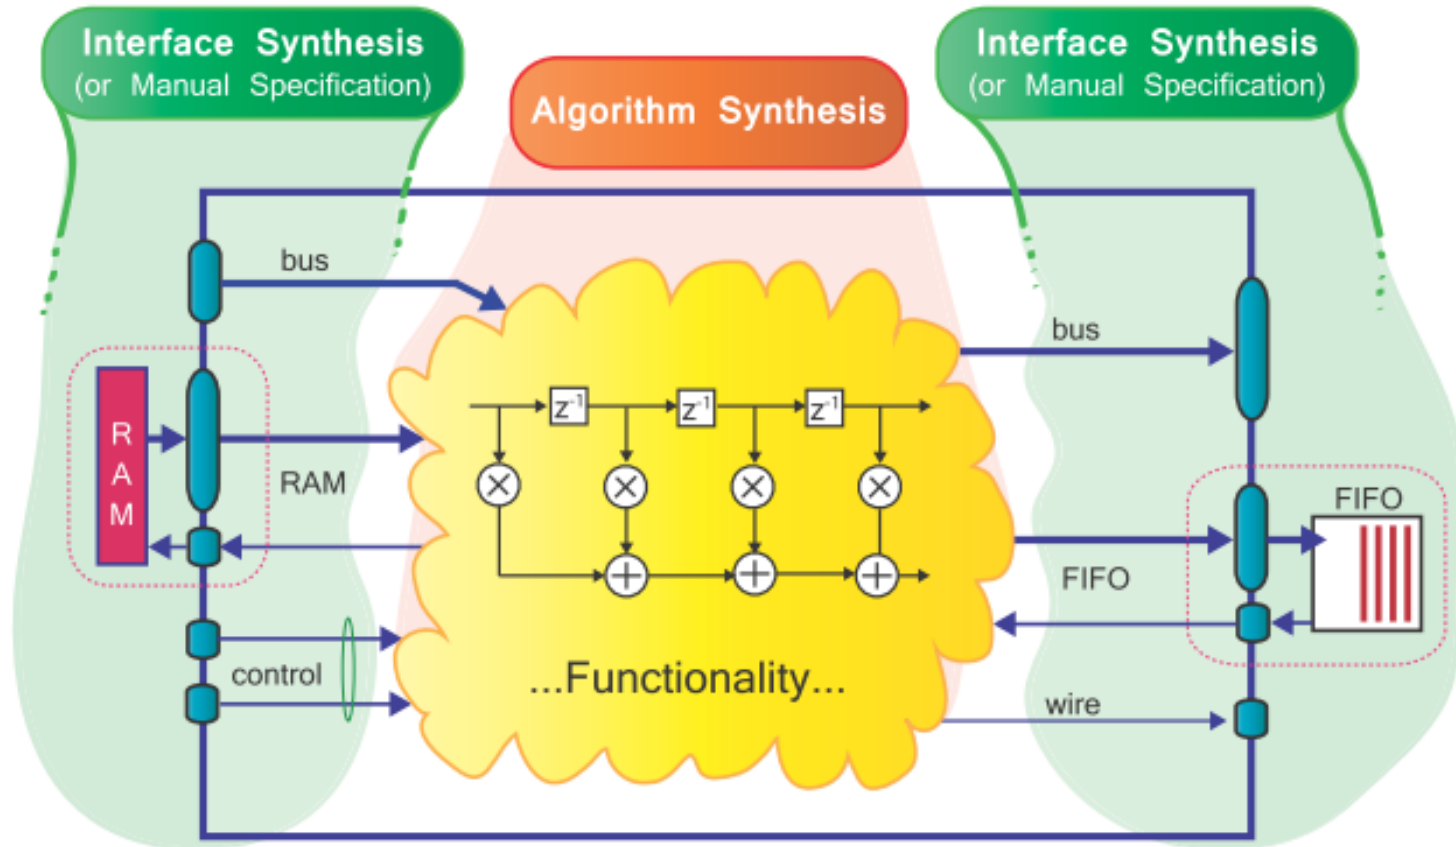 Interface Synthesis
(or Manual Specification)
Algorithm Synthesis
Interface Synthesis
(or Manual Specification)
bus
bus
R
A
M
RAM
z⁻¹
z⁻¹
z⁻¹
FIFO
FIFO
control
...Functionality...
wire